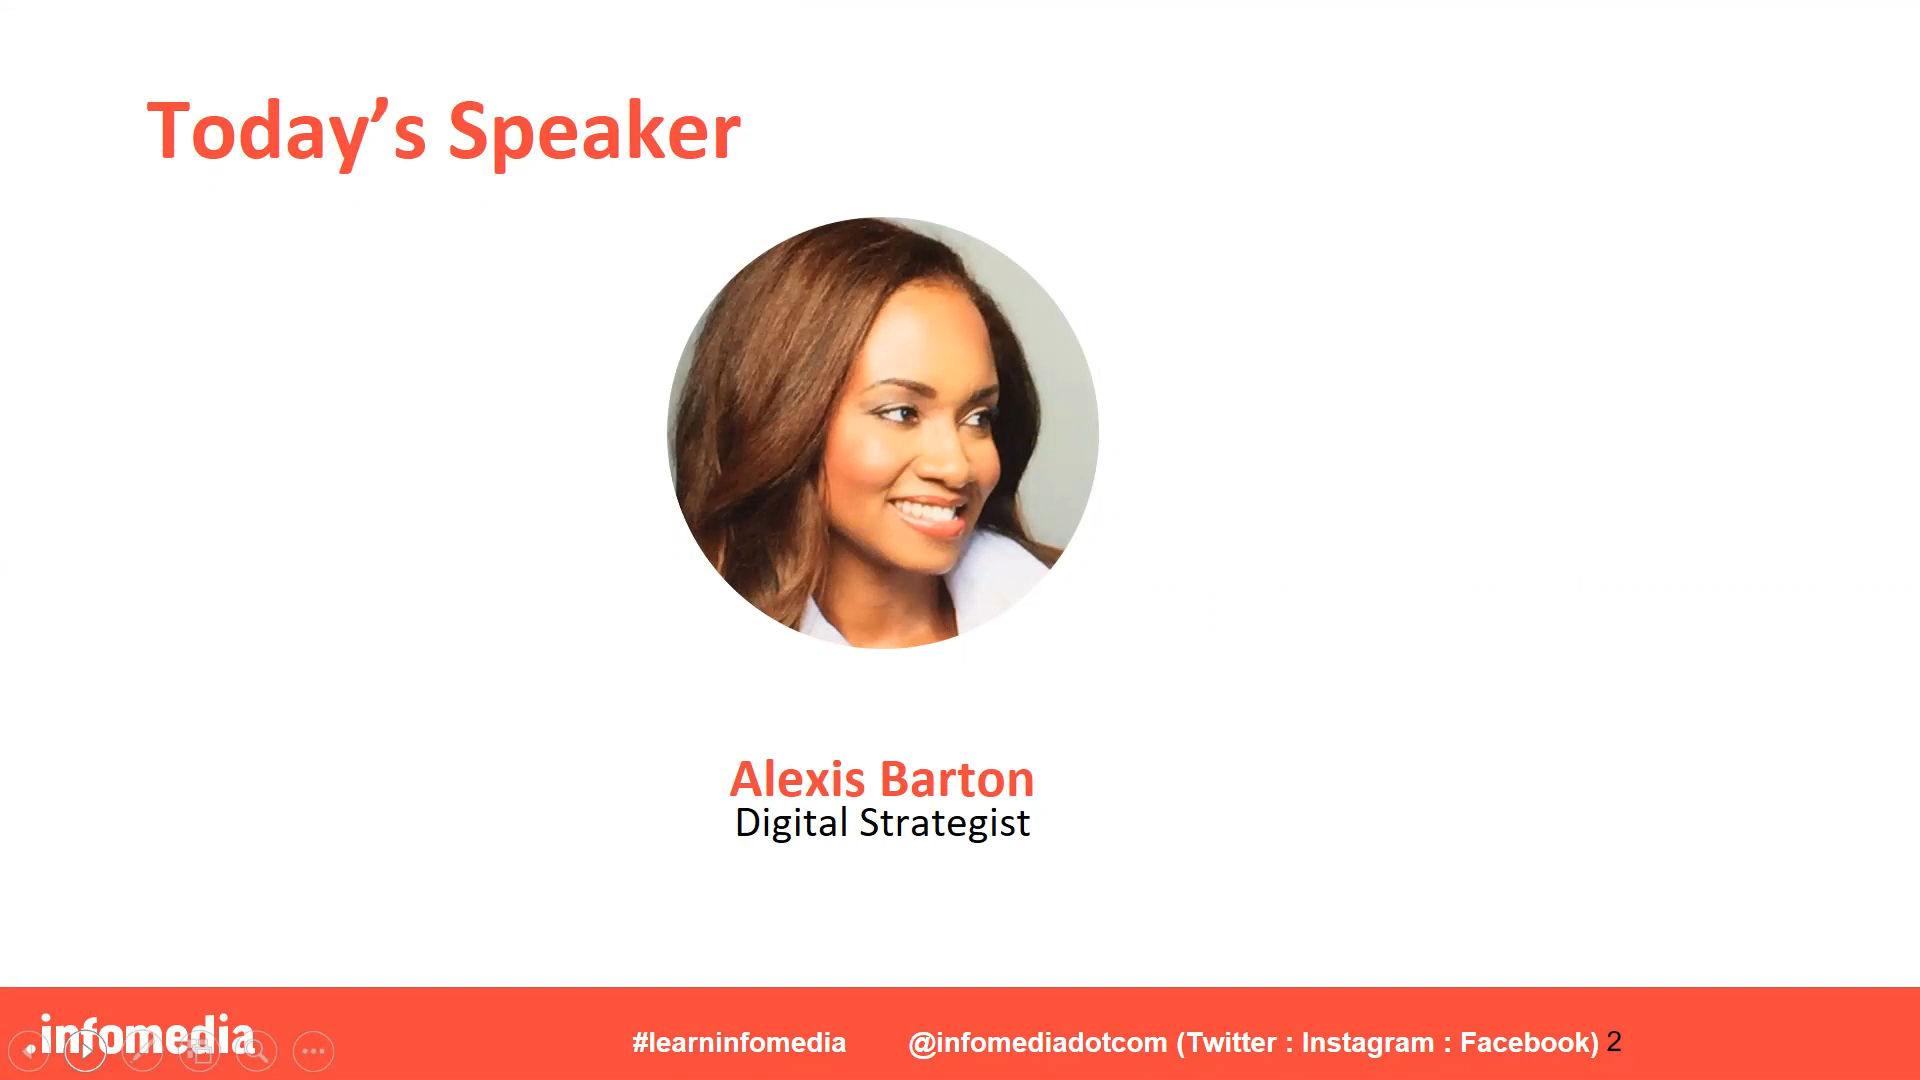 Today’s Speaker
Alexis Barton
Digital Strategist
.infomedia
#learninfomedia @infomediadotcom (Twitter : Instagram : Facebook) 2